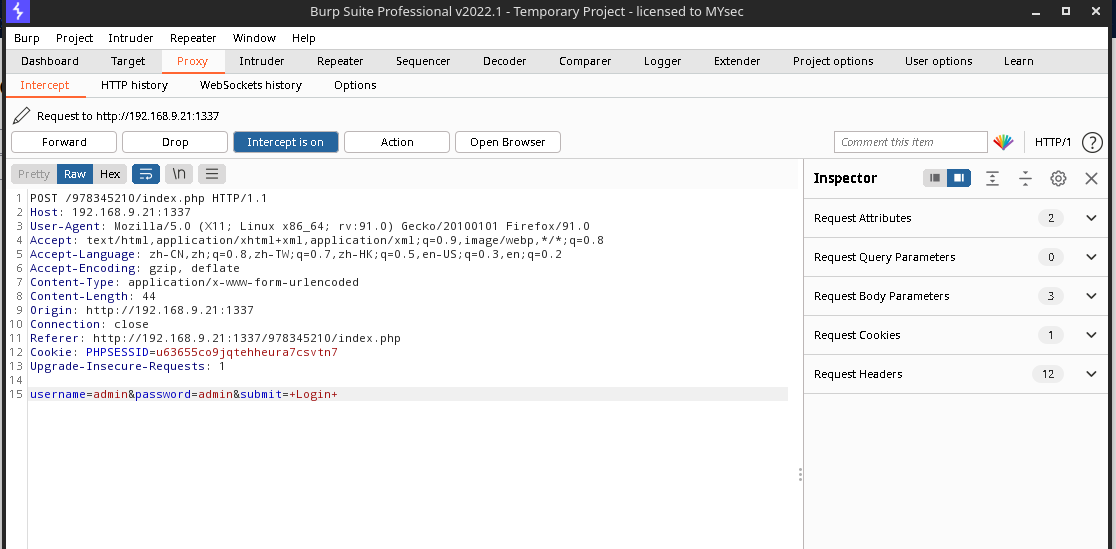 Burp Suite Professional v2022.1 - Temporary Project - licensed to MYsec
Burp Project Intruder Repeater Window Help
Dashboard Target Proxy Intruder Repeater Sequencer Decoder Comparer Logger Extender Project options User options Learn
Intercept HTTP history WebSockets history Options
Request to http://192.168.9.21:1337
Forward Drop Intercept is on Action Open Browser Comment this item HTTP/1 ?
Pretty Raw Hex \n
Inspector
1 POST /978345210/index.php HTTP/1.1
2 Host: 192.168.9.21:1337
3 User-Agent: Mozilla/5.0 (X11; Linux x86_64; rv:91.0) Gecko/20100101 Firefox/91.0
4 Accept: text/html,application/xhtml+xml,application/xml;q=0.9,image/webp,*/*;q=0.8
5 Accept-Language: zh-CN,zh;q=0.8,zh-TW;q=0.7,zh-HK;q=0.5,en-US;q=0.3,en;q=0.2
6 Accept-Encoding: gzip, deflate
7 Content-Type: application/x-www-form-urlencoded
8 Content-Length: 44
9 Origin: http://192.168.9.21:1337
10 Connection: close
11 Referer: http://192.168.9.21:1337/978345210/index.php
12 Cookie: PHPSESSID=u63655co9jqtehheura7csvtn7
13 Upgrade-Insecure-Requests: 1
14
15 username=admin&password=admin&submit=+Login+
Request Attributes 2
Request Query Parameters 0
Request Body Parameters 3
Request Cookies 1
Request Headers 12